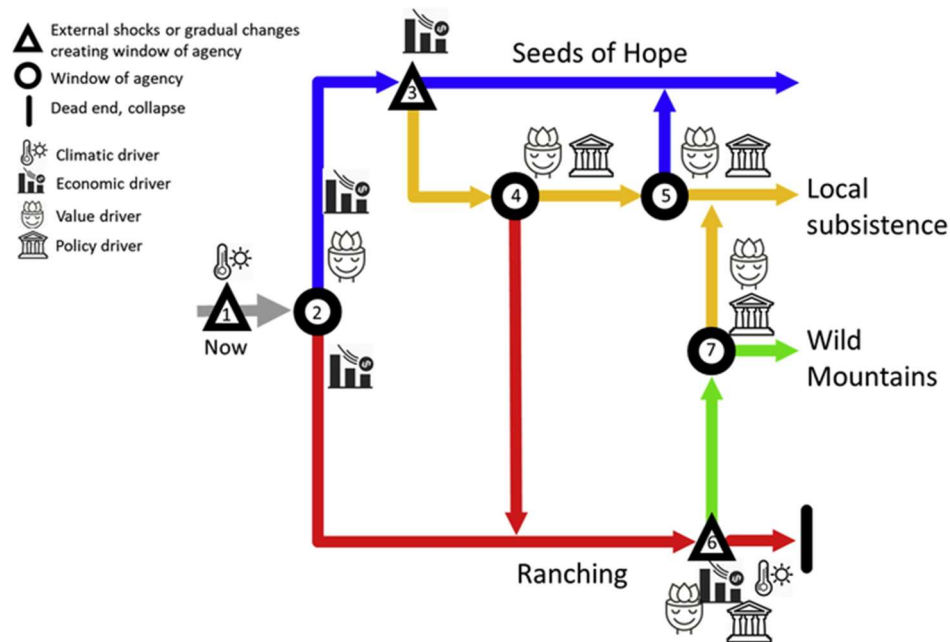 External shocks or gradual changes
creating window of agency
Window of agency
Dead end, collapse
Climatic driver
Economic driver
Value driver
Policy driver
Seeds of Hope
3
4
5
Local
subsistence
1
2
Now
7
Wild
Mountains
6
Ranching